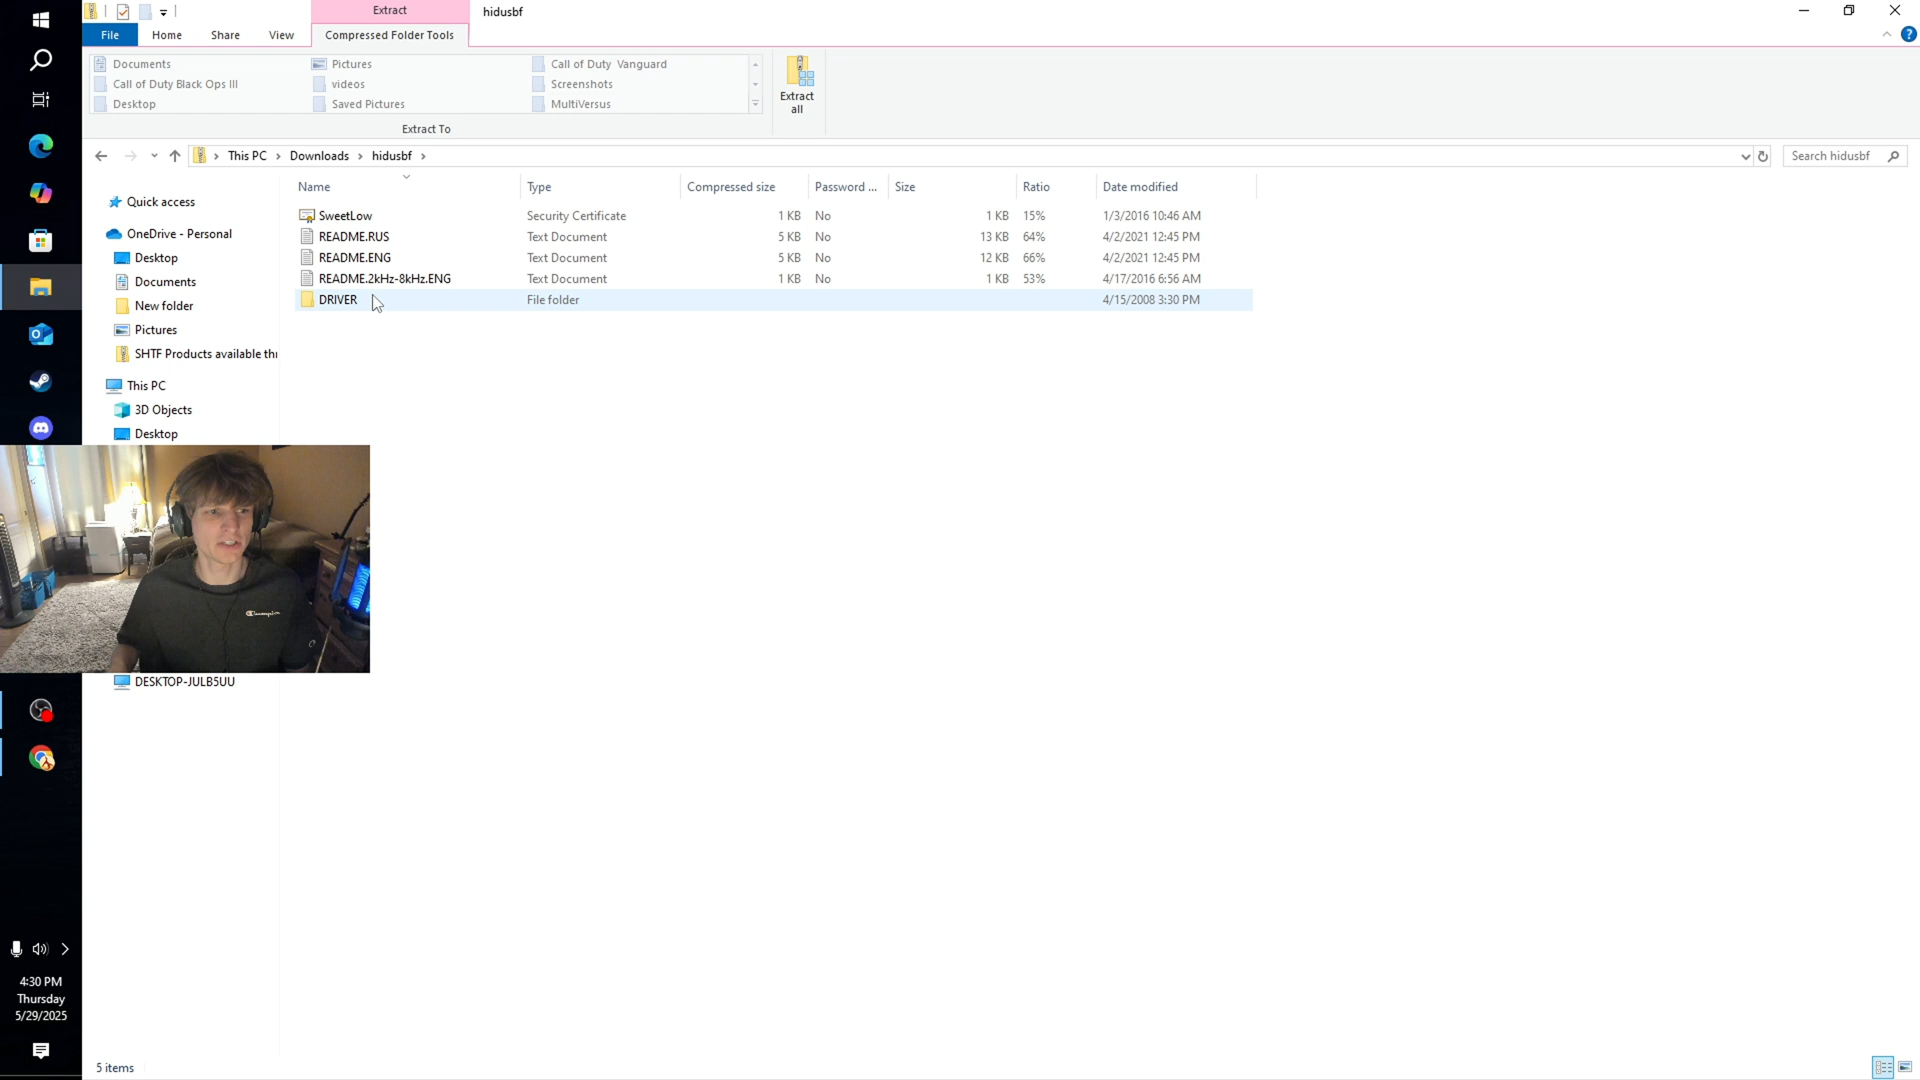 Extract
hidusbf
File
Home
Share
View
Compressed Folder Tools
Documents
Pictures
Call of Duty Vanguard
Call of Duty Black Ops III
videos
Screenshots
Desktop
Saved Pictures
MultiVersus
Extract To
Extract all
This PC > Downloads > hidusbf >
Search hidusbf
Name Type Compressed size Password ... Size Ratio Date modified
SweetLow Security Certificate 1 KB No 1 KB 15% 1/3/2016 10:46 AM
README.RUS Text Document 5 KB No 13 KB 64% 4/2/2021 12:45 PM
README.ENG Text Document 5 KB No 12 KB 66% 4/2/2021 12:45 PM
README.2kHz-8kHz.ENG Text Document 1 KB No 1 KB 53% 4/17/2016 6:56 AM
DRIVER File folder 4/15/2008 3:30 PM
Quick access
OneDrive - Personal
Desktop
Documents
New folder
Pictures
SHTF Products available thr
This PC
3D Objects
Desktop
Champion
DESKTOP-JULB5UU
4:30 PM
Thursday
5/29/2025
5 items